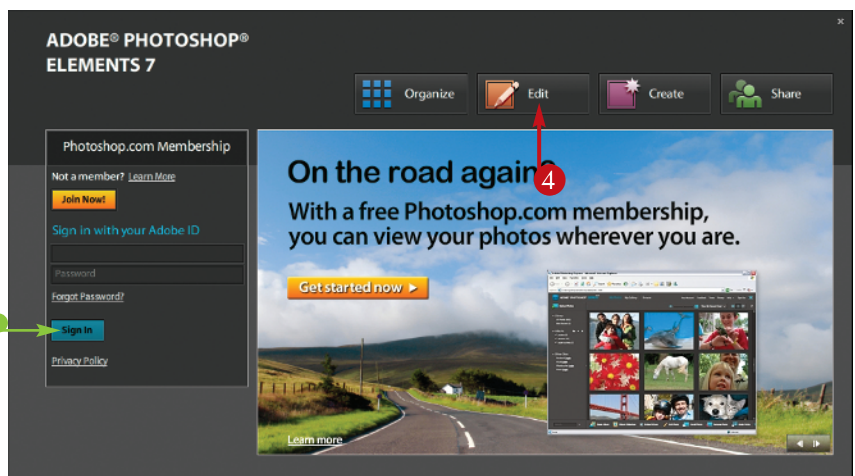 ADOBE® PHOTOSHOP®
ELEMENTS 7
Organize
Edit
Create
Share
Photoshop.com Membership
Not a member? Learn More
Join Now!
Sign in with your Adobe ID
Password
Forgot Password?
Sign In
Privacy Policy
On the road again?
4
With a free Photoshop.com membership,
you can view your photos wherever you are.
Get started now
Learn more